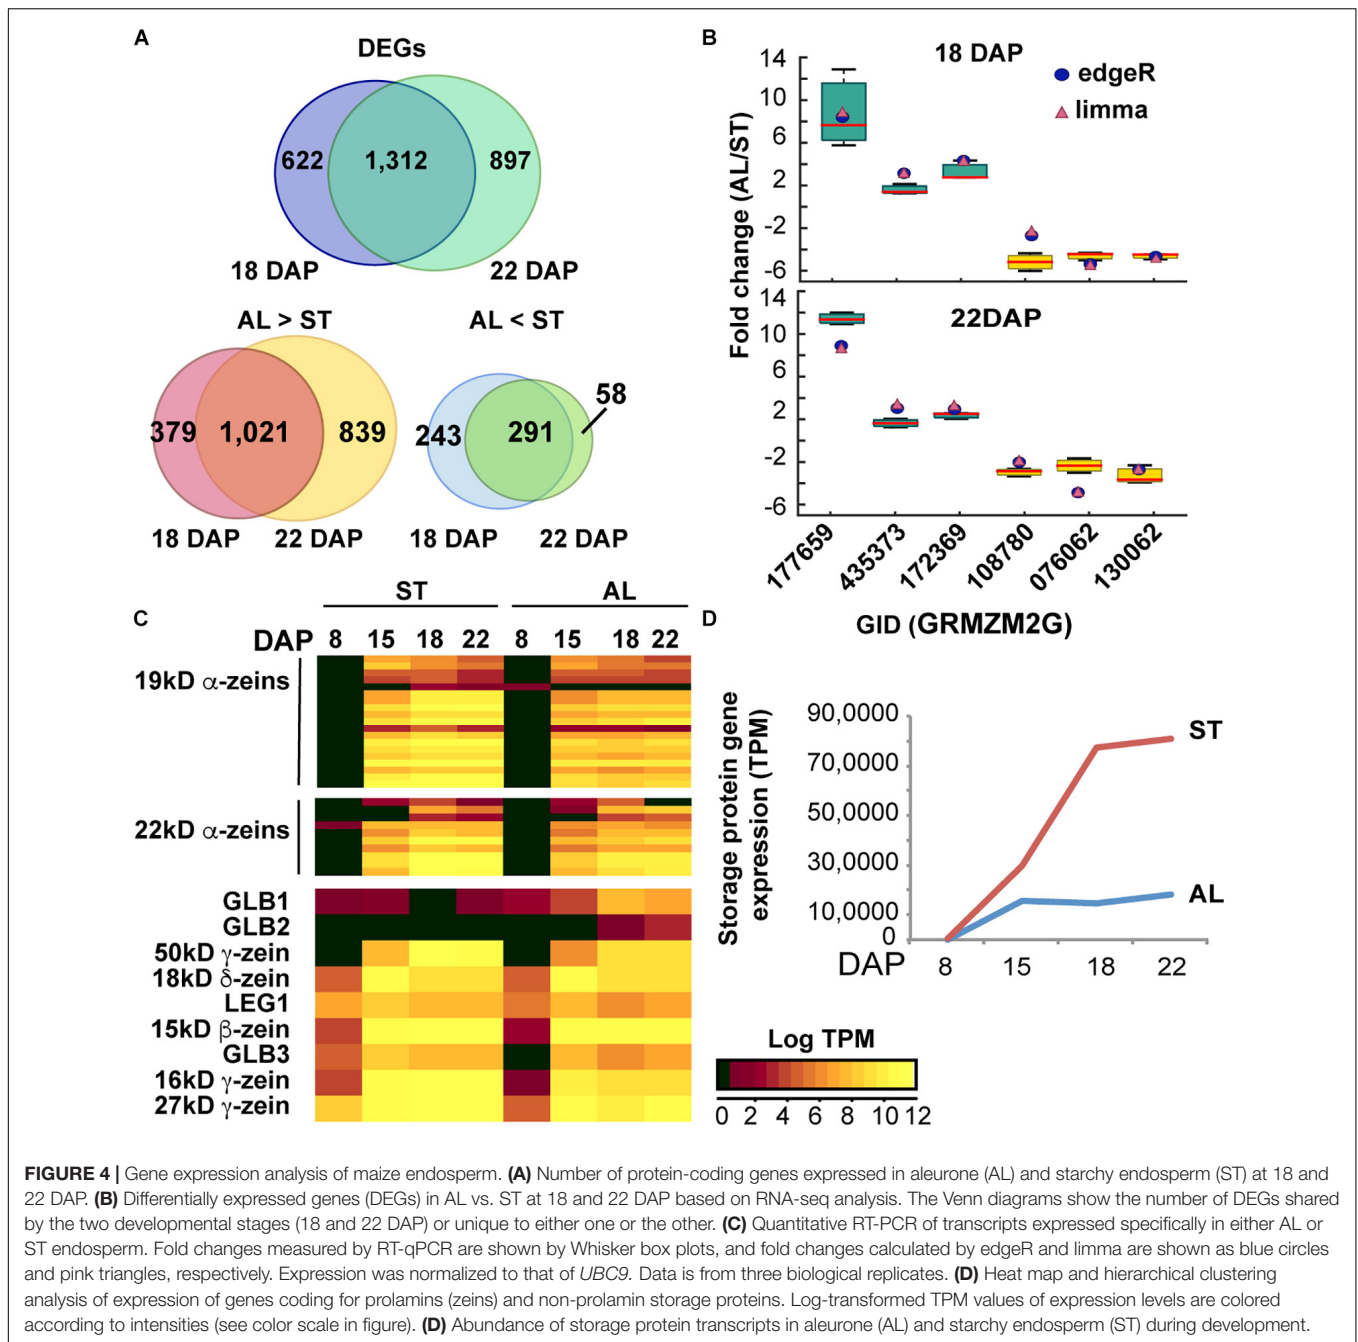 A
DEGs
622
1,312
897
18 DAP
22 DAP
AL > ST
379
1,021
839
18 DAP
22 DAP
AL < ST
243
291
58
18 DAP
22 DAP
B
18 DAP
edgeR
limma
Fold change (AL/ST)
14
10
6
2
-2
-6
22DAP
14
10
6
2
-2
-6
177659
435373
172369
108780
076062
130062
GID (GRMZM2G)
C
ST
AL
DAP 8 15 18 22 8 15 18 22
19kD α-zeins
22kD α-zeins
GLB1
GLB2
50kD γ-zein
18kD δ-zein
LEG1
15kD β-zein
GLB3
16kD γ-zein
27kD γ-zein
D
Storage protein gene
expression (TPM)
90,0000
70,0000
50,0000
30,0000
10,0000
0
ST
AL
DAP 8 15 18 22
Log TPM
0 2 4 6 8 10 12
FIGURE 4 | Gene expression analysis of maize endosperm. (A) Number of protein-coding genes expressed in aleurone (AL) and starchy endosperm (ST) at 18 and
22 DAP. (B) Differentially expressed genes (DEGs) in AL vs. ST at 18 and 22 DAP based on RNA-seq analysis. The Venn diagrams show the number of DEGs shared
by the two developmental stages (18 and 22 DAP) or unique to either one or the other. (C) Quantitative RT-PCR of transcripts expressed specifically in either AL or
ST endosperm. Fold changes measured by RT-qPCR are shown by Whisker box plots, and fold changes calculated by edgeR and limma are shown as blue circles
and pink triangles, respectively. Expression was normalized to that of UBC9. Data is from three biological replicates. (D) Heat map and hierarchical clustering
analysis of expression of genes coding for prolamins (zeins) and non-prolamin storage proteins. Log-transformed TPM values of expression levels are colored
according to intensities (see color scale in figure). (D) Abundance of storage protein transcripts in aleurone (AL) and starchy endosperm (ST) during development.